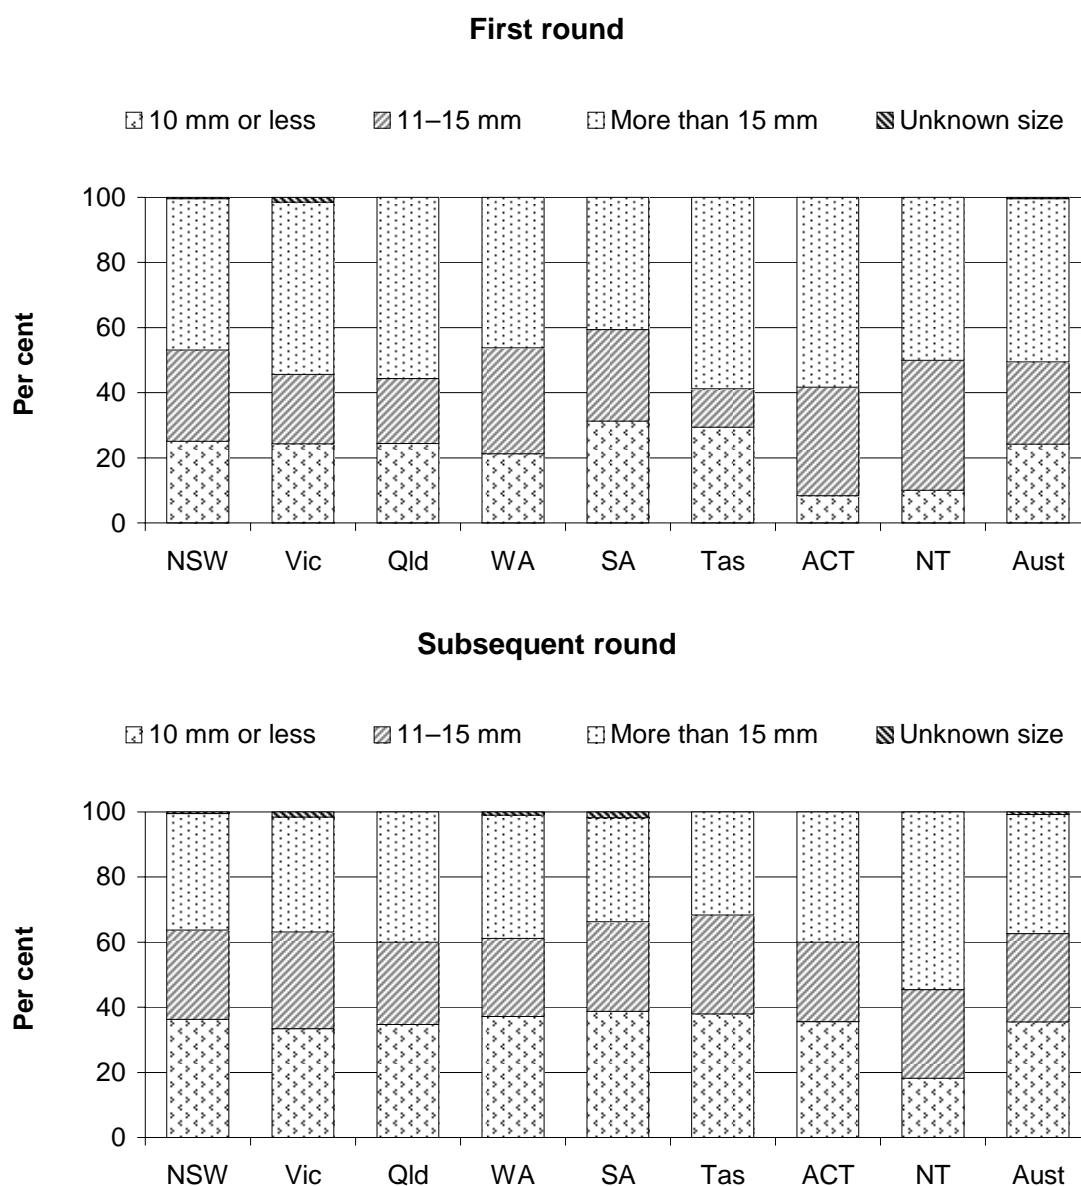 First round
10 mm or less 11–15 mm More than 15 mm Unknown size
Per cent
100
80
60
40
20
0
NSW Vic Qld WA SA Tas ACT NT Aust
Subsequent round
10 mm or less 11–15 mm More than 15 mm Unknown size
Per cent
100
80
60
40
20
0
NSW Vic Qld WA SA Tas ACT NT Aust